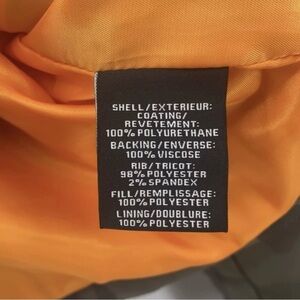 SHELL/EXTERIEUR:
COATING/
REVETEMENT:
100% POLYURETHANE
BACKING/ENVERSE:
100% VISCOSE
RIB/TRICOT:
98% POLYESTER
2% SPANDEX
FILL/REMPLISSAGE:
100% POLYESTER
LINING/DOUBLURE:
100% POLYESTER